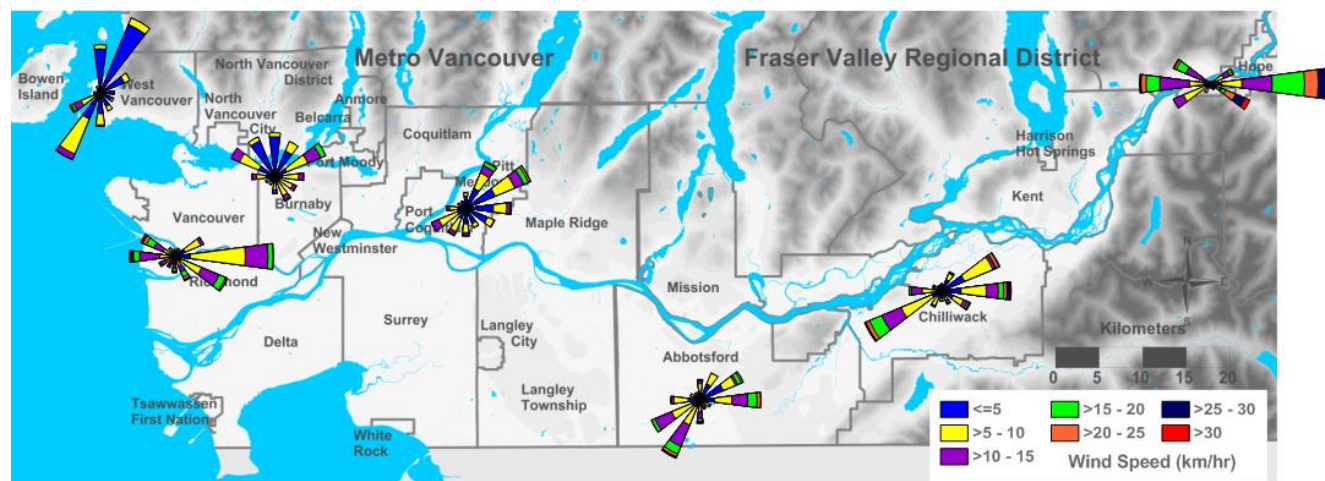 Metro Vancouver
Fraser Valley Regional District
Bowen
Island
West
Vancouver
North Vancouver
District
North
Vancouver
City
Anmore
Belcarra
Port Moody
Coquitlam
Pitt
Port
Maple Ridge
Vancouver
Burnaby
New
Westminster
Richmond
Delta
Surrey
Langley
City
Langley
Township
Tsawwassen
First Nation
White
Rock
Mission
Abbotsford
Chilliwack
Kent
Harrison
Hot Springs
Hope
N
W E
S
Kilometers
0 5 10 15 20
<=5
>5 - 10
>10 - 15
>15 - 20
>20 - 25
>30
>25 - 30
Wind Speed (km/hr)